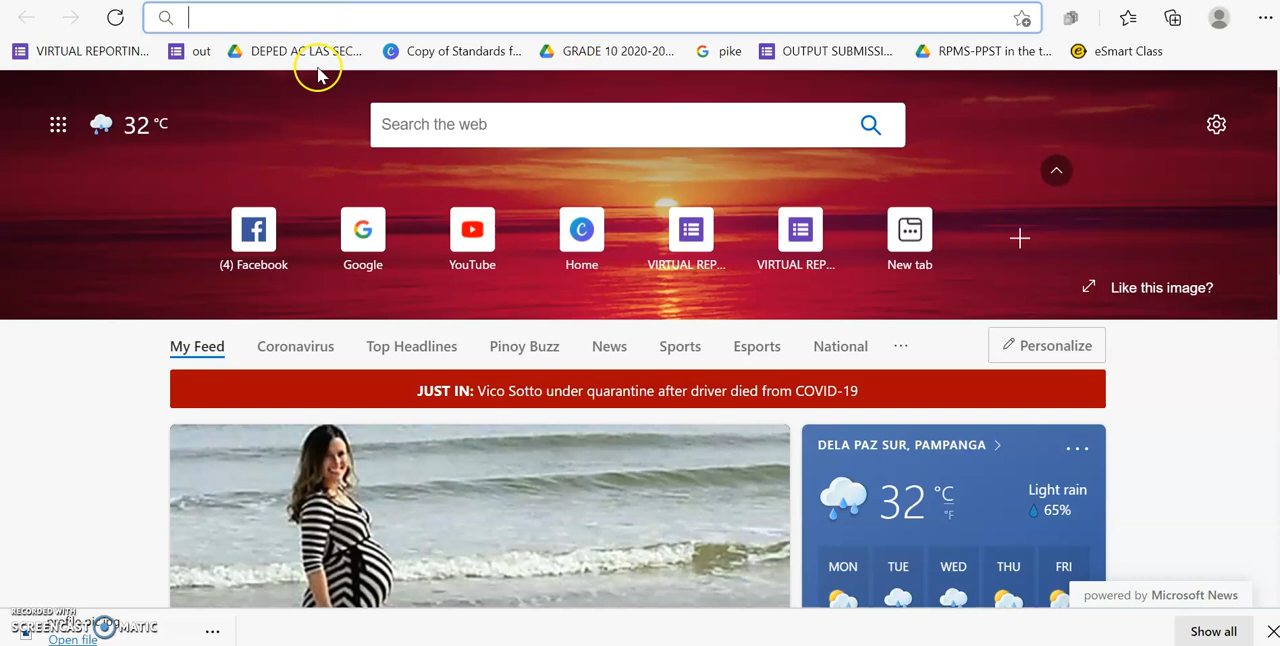 VIRTUAL REPORTIN... out DEPED AC LAS SEC... Copy of Standards f... GRADE 10 2020-20... pike OUTPUT SUBMISSI... RPMS-PPST in the t... eSmart Class
32 °C
Search the web
(4) Facebook Google YouTube Home VIRTUAL REP... VIRTUAL REP... New tab
Like this image?
My Feed Coronavirus Top Headlines Pinoy Buzz News Sports Esports National ... Personalize
JUST IN: Vico Sotto under quarantine after driver died from COVID-19
DELA PAZ SUR, PAMPANGA
32 °C
°F
Light rain
65%
MON TUE WED THU FRI
powered by Microsoft News
RECORDED WITH
SCREENCAST MATIC
Open file
Show all